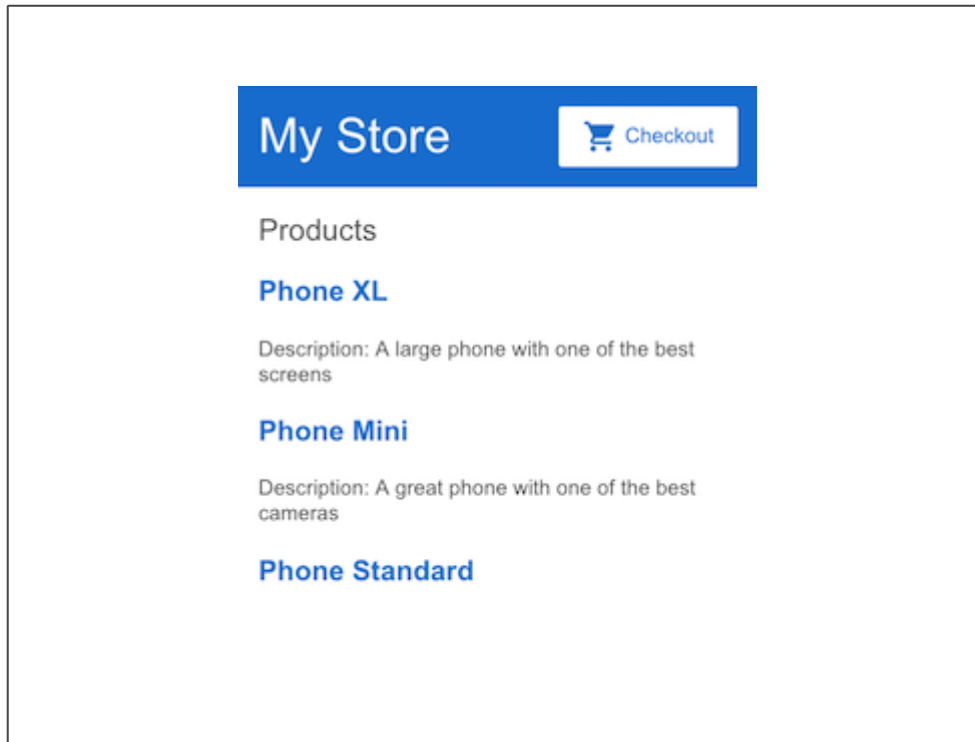 My Store
Checkout
Products
Phone XL
Description: A large phone with one of the best
screens
Phone Mini
Description: A great phone with one of the best
cameras
Phone Standard